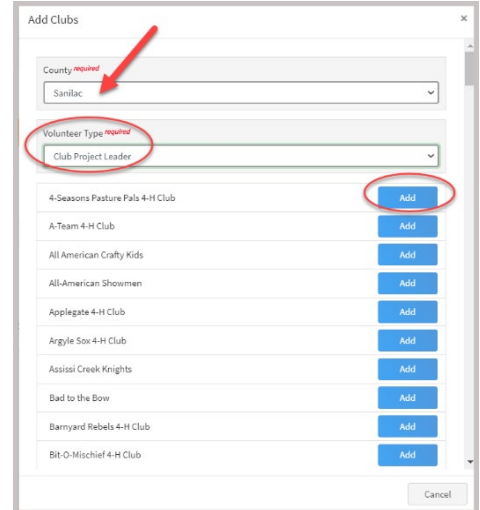 Add Clubs ×
County required
Sanilac
Volunteer Type required
Club Project Leader
4-Seasons Pasture Pals 4-H Club Add
A-Team 4-H Club Add
All American Crafty Kids Add
All-American Showmen Add
Applegate 4-H Club Add
Argyle Sox 4-H Club Add
Assissi Creek Knights Add
Bad to the Bow Add
Barnyard Rebels 4-H Club Add
Bit-O-Mischief 4-H Club Add
Cancel